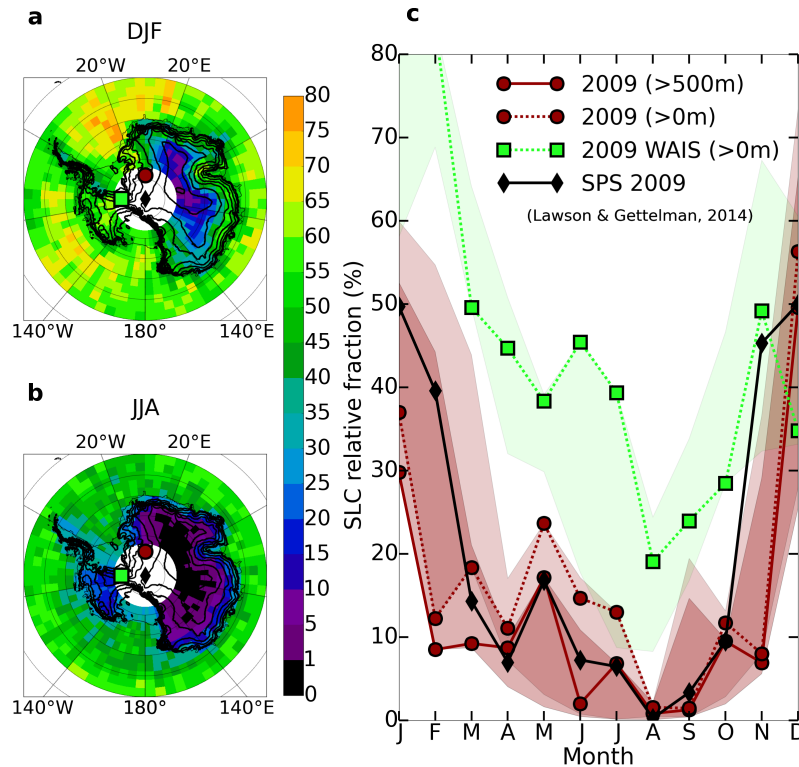 a
DJF
20°W 20°E
140°W 180° 140°E
b
JJA
20°W 20°E
140°W 180° 140°E
80
75
70
65
60
55
50
45
40
35
30
25
20
15
10
5
1
0
c
SLC relative fraction (%)
80
70
60
50
40
30
20
10
0
2009 (>500m)
2009 (>0m)
2009 WAIS (>0m)
SPS 2009
(Lawson & Gettelman, 2014)
J F M A M J J A S O N D
Month